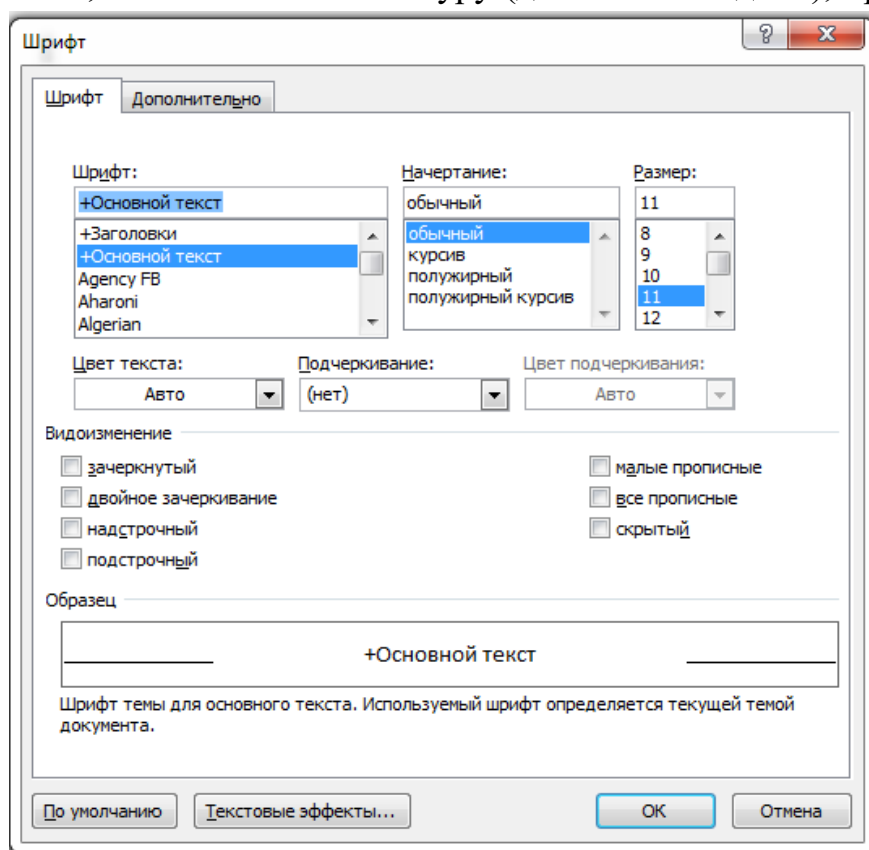 Шрифт
Шрифт Дополнительно
Шрифт: Начертание: Размер:
+Основной текст обычный 11
+Заголовки обычный 8
+Основной текст курсив 9
Agency FB полужирный 10
Aharoni полужирный курсив 11
Algerian 12
Цвет текста: Подчеркивание: Цвет подчеркивания:
Авто (нет) Авто
Видоизменение
зачеркнутый малые прописные
двойное зачеркивание все прописные
надстрочный скрытый
подстрочный
Образец
+Основной текст
Шрифт темы для основного текста. Используемый шрифт определяется текущей темой
документа.
По умолчанию Текстовые эффекты... ОК Отмена